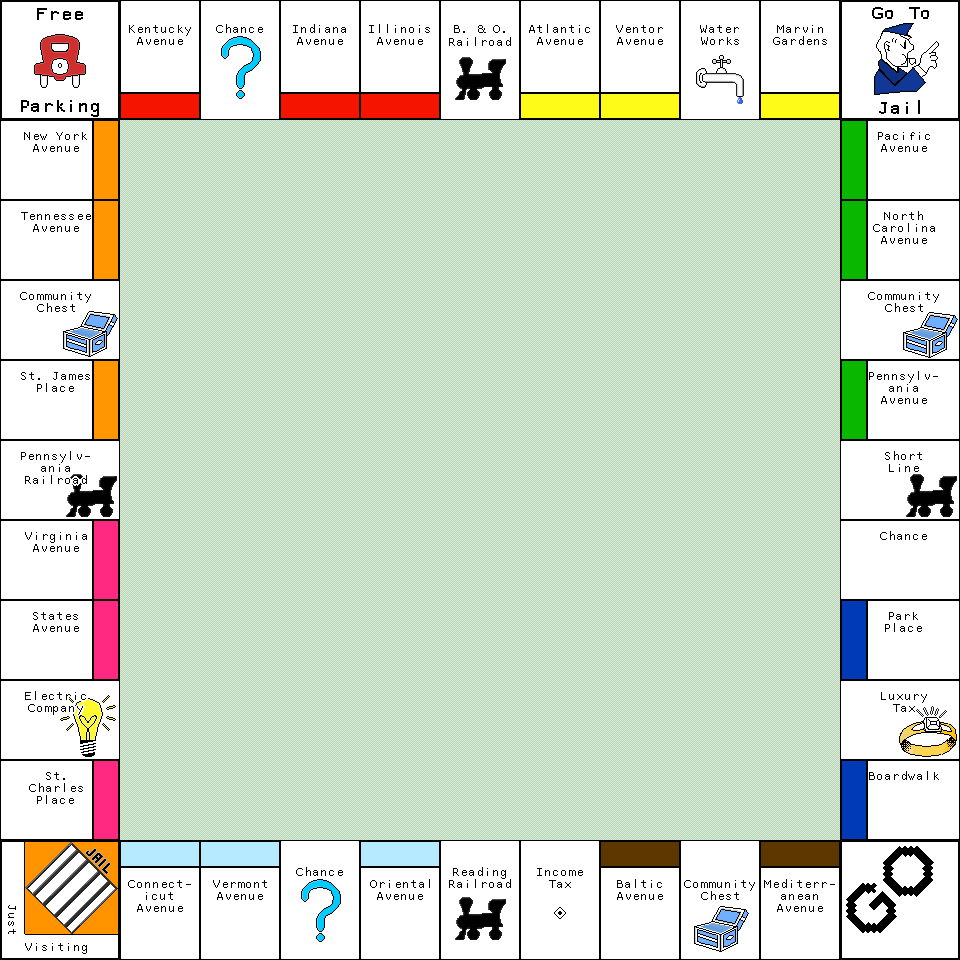 Free
Parking
Kentucky
Avenue
Chance
?
Indiana
Avenue
Illinois
Avenue
B. & O.
Railroad
Atlantic
Avenue
Ventor
Avenue
Water
Works
Marvin
Gardens
Go To
Jail
New York
Avenue
Tennessee
Avenue
Community
Chest
St. James
Place
Pennsylv-
ania
Railroad
Virginia
Avenue
States
Avenue
Electric
Company
St.
Charles
Place
Pacific
Avenue
North
Carolina
Avenue
Community
Chest
Pennsylv-
ania
Avenue
Short
Line
Chance
Park
Place
Luxury
Tax
Boardwalk
JAIL
Just
Visiting
Connect-
icut
Avenue
Vermont
Avenue
Chance
?
Oriental
Avenue
Reading
Railroad
Income
Tax
Baltic
Avenue
Community
Chest
Mediterr-
anean
Avenue
GO